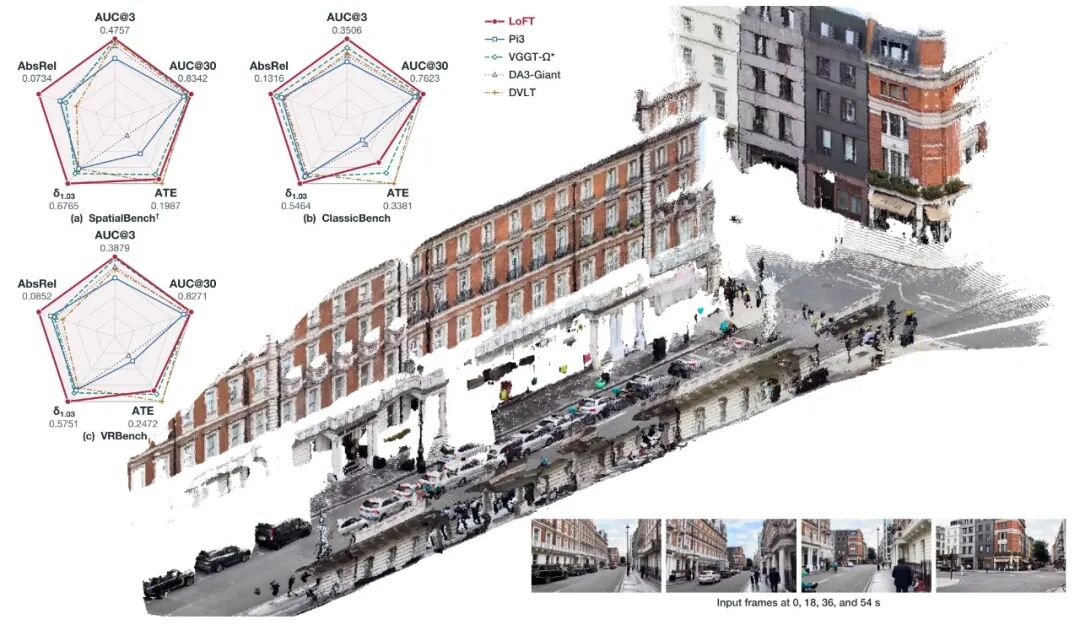 AUC@3
0.4757
AbsRel
0.0734
AUC@30
0.8342
δ1.03
0.6765
ATE
0.1987
(a) SpatialBench†
AUC@3
0.3506
AbsRel
0.1316
AUC@30
0.7623
δ1.03
0.5464
ATE
0.3381
(b) ClassicBench
LoFT
Pi3
VGGT-Ω*
DA3-Giant
DVLT
AUC@3
0.3879
AbsRel
0.0852
AUC@30
0.8271
δ1.03
0.5751
ATE
0.2472
(c) VRBench
Input frames at 0, 18, 36, and 54 s